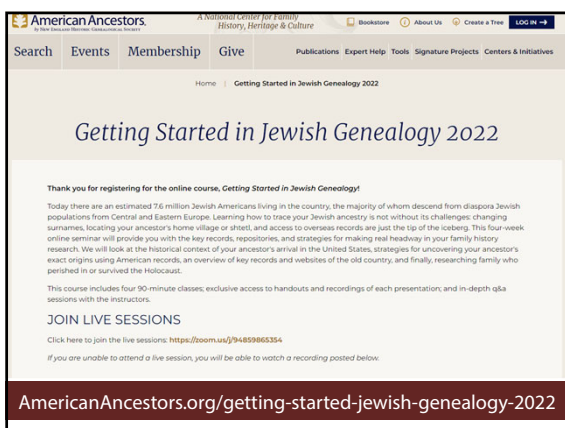 American Ancestors.
by New England Historic Genealogical Society
A National Center for Family
History, Heritage & Culture
Bookstore
About Us
Create a Tree
LOG IN →
Search Events Membership Give
Publications Expert Help Tools Signature Projects Centers & Initiatives
Home | Getting Started in Jewish Genealogy 2022
Getting Started in Jewish Genealogy 2022
Thank you for registering for the online course, Getting Started in Jewish Genealogy!
Today there are an estimated 7.6 million Jewish Americans living in the country, the majority of whom descend from diaspora Jewish
populations from Central and Eastern Europe. Learning how to trace your Jewish ancestry is not without its challenges: changing
surnames, locating your ancestor's home village or shtetl, and access to overseas records are just the tip of the iceberg. This four-week
online seminar will provide you with the key records, repositories, and strategies for making real headway in your family history
research. We will look at the historical context of your ancestor's arrival in the United States, strategies for uncovering your ancestor's
exact origins using American records, an overview of key records and websites of the old country, and finally, researching family who
perished in or survived the Holocaust.
This course includes four 90-minute classes; exclusive access to handouts and recordings of each presentation; and in-depth q&a
sessions with the instructors.
JOIN LIVE SESSIONS
Click here to join the live sessions: https://zoom.us/j/94859865354
If you are unable to attend a live session, you will be able to watch a recording posted below.
AmericanAncestors.org/getting-started-jewish-genealogy-2022